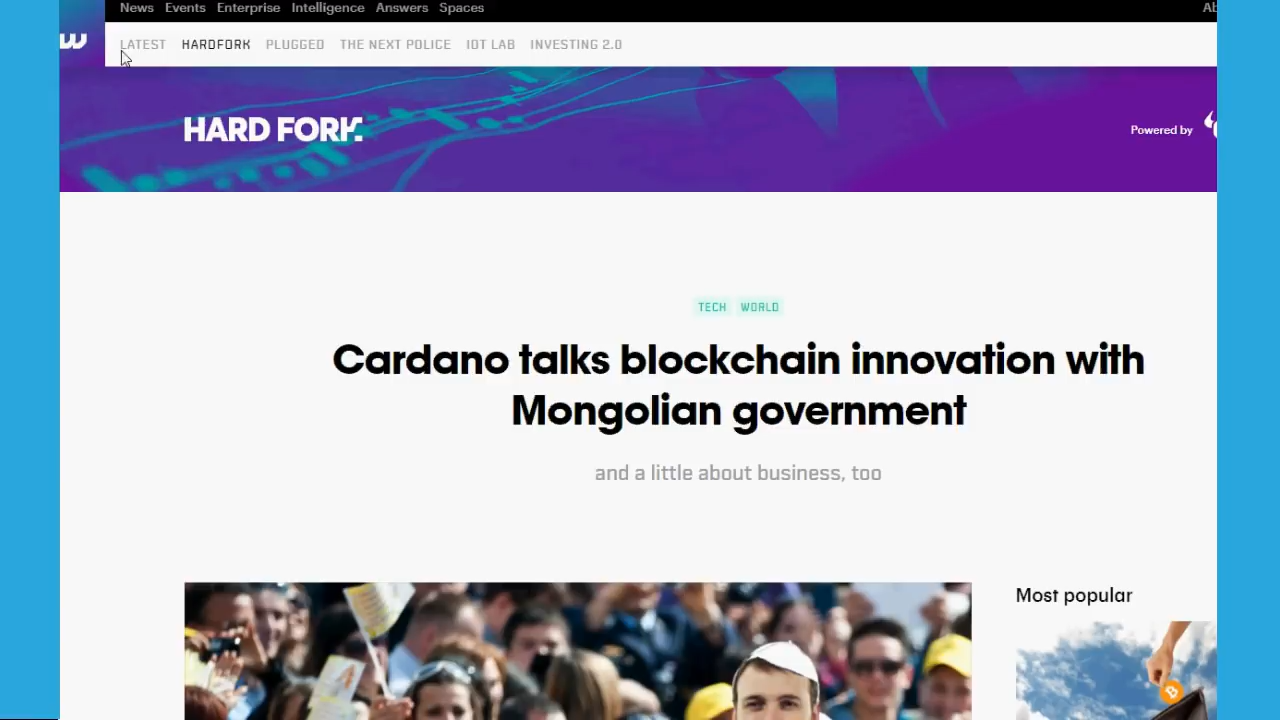 News Events Enterprise Intelligence Answers Spaces
LATEST HARDFORK PLUGGED THE NEXT POLICE IOT LAB INVESTING 2.0
HARD FORK.
Powered by
TECH WORLD
Cardano talks blockchain innovation with
Mongolian government
and a little about business, too
Most popular